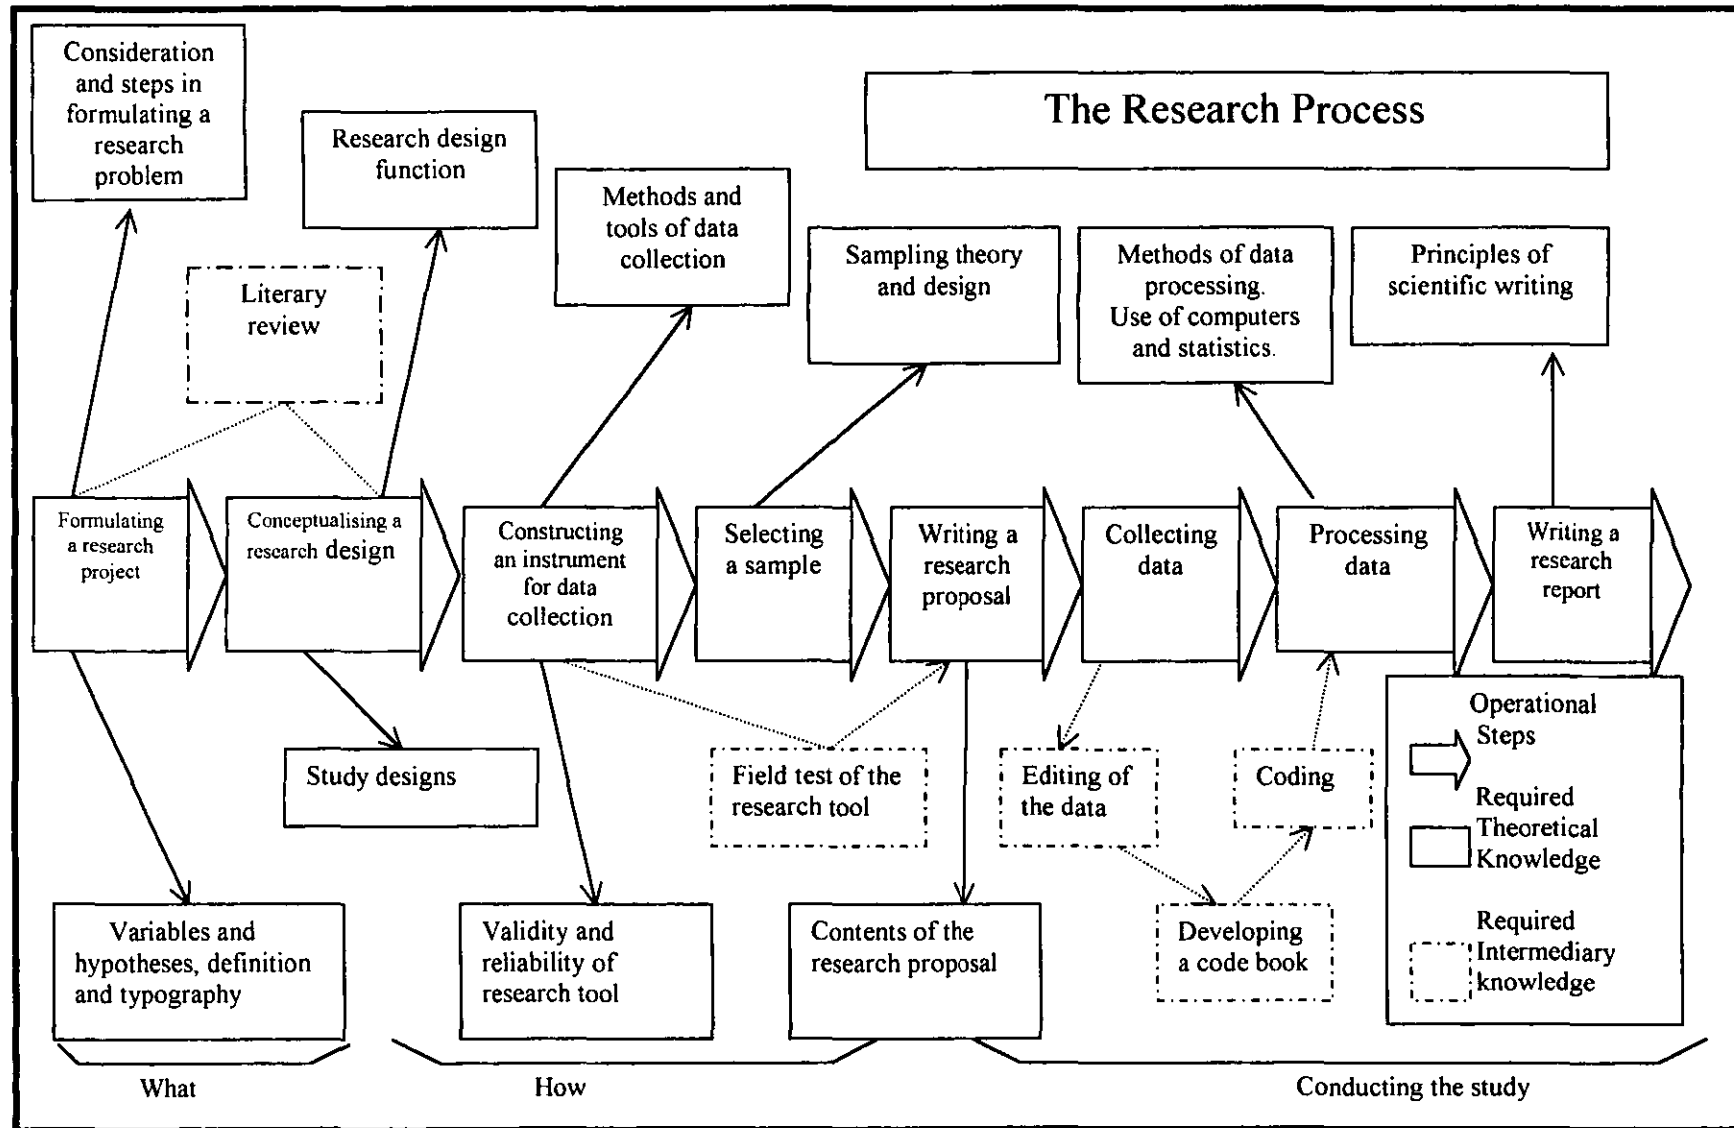 Consideration
and steps in
formulating a
research
problem
The Research Process
Research design
function
Methods and
tools of data
collection
Sampling theory
and design
Methods of data
processing.
Use of computers
and statistics.
Principles of
scientific writing
Literary
review
Formulating
a research
project
Conceptualising a
research design
Constructing
an instrument
for data
collection
Selecting
a sample
Writing a
research
proposal
Collecting
data
Processing
data
Writing a
research
report
Study designs
Field test of the
research tool
Editing of
the data
Coding
Variables and
hypotheses, definition
and typography
Validity and
reliability of
research tool
Contents of the
research proposal
Developing
a code book
Operational
Steps
Required
Theoretical
Knowledge
Required
Intermediary
knowledge
What
How
Conducting the study